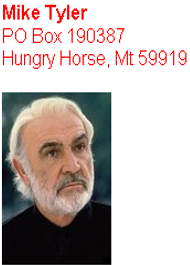 Mike Tyler
PO Box 190387
Hungry Horse, Mt 59919